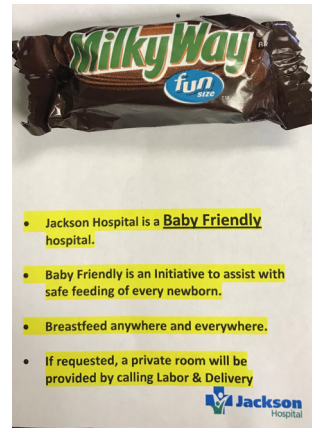 MilkyWay
fun
size
• Jackson Hospital is a Baby Friendly
hospital.
• Baby Friendly is an Initiative to assist with
safe feeding of every newborn.
• Breastfeed anywhere and everywhere.
• If requested, a private room will be
provided by calling Labor & Delivery
Jackson
Hospital